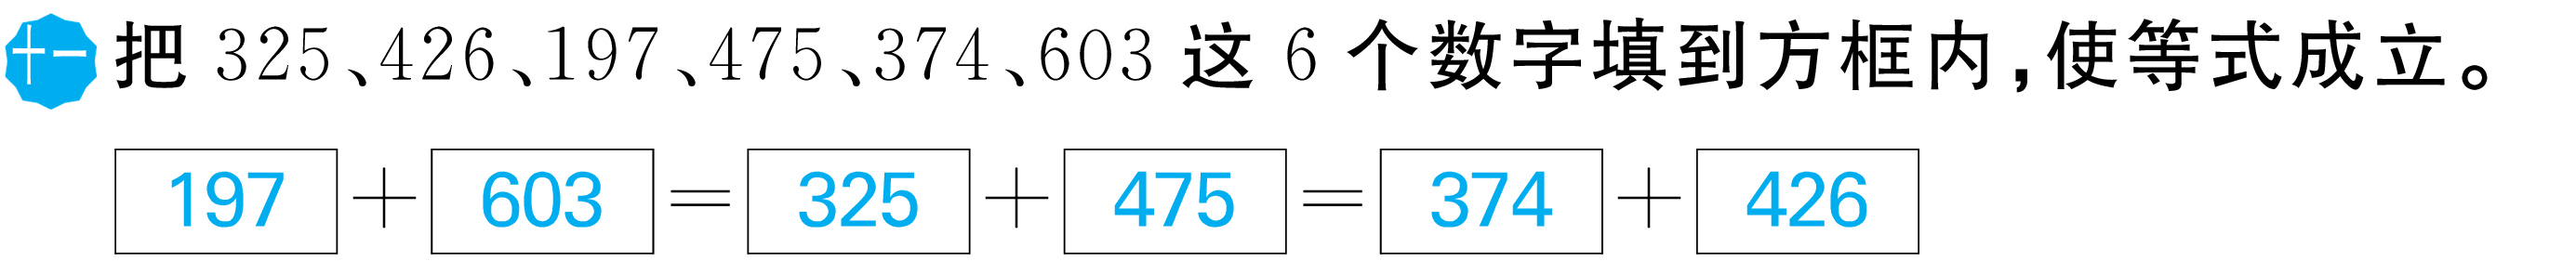 十一 把 325、426、197、475、374、603 这 6 个数字填到方框内,使等式成立。
197 + 603 = 325 + 475 = 374 + 426